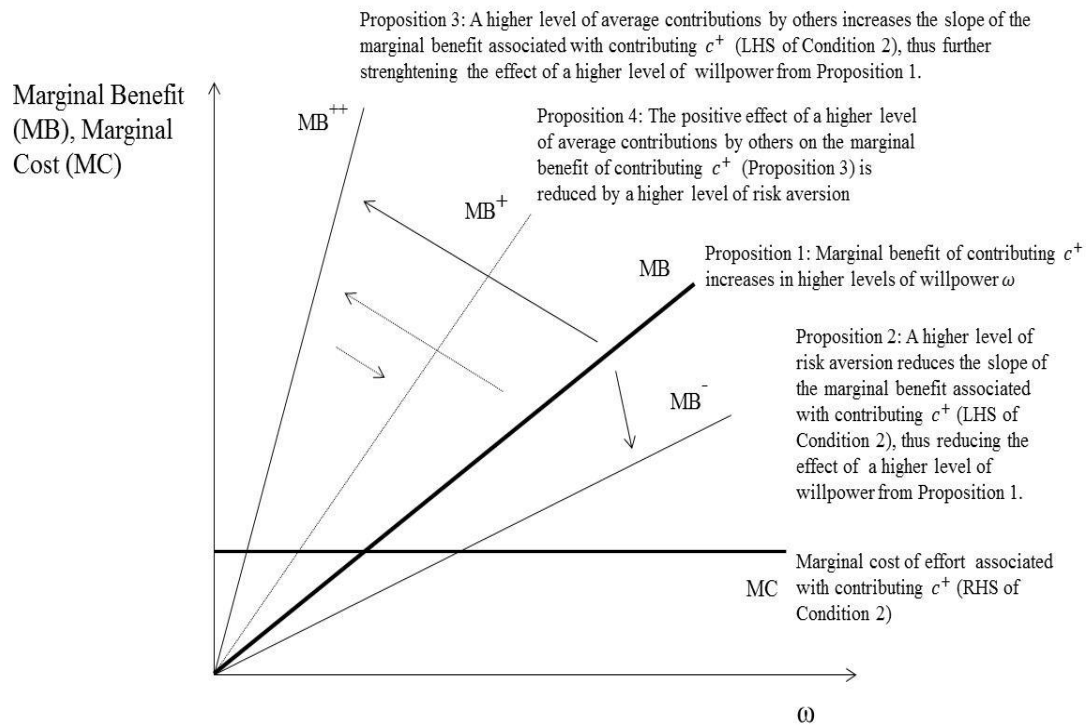 Proposition 3: A higher level of average contributions by others increases the slope of the
marginal benefit associated with contributing c⁺ (LHS of Condition 2), thus further
strenghtening the effect of a higher level of willpower from Proposition 1.
Marginal Benefit
(MB), Marginal
Cost (MC)
MB⁺⁺
Proposition 4: The positive effect of a higher level
of average contributions by others on the marginal
benefit of contributing c⁺ (Proposition 3) is
reduced by a higher level of risk aversion
MB⁺
MB
Proposition 1: Marginal benefit of contributing c⁺
increases in higher levels of willpower ω
Proposition 2: A higher level of
risk aversion reduces the slope of
the marginal benefit associated
with contributing c⁺ (LHS of
Condition 2), thus reducing the
effect of a higher level of
willpower from Proposition 1.
MB⁻
MC
Marginal cost of effort associated
with contributing c⁺ (RHS of
Condition 2)
ω